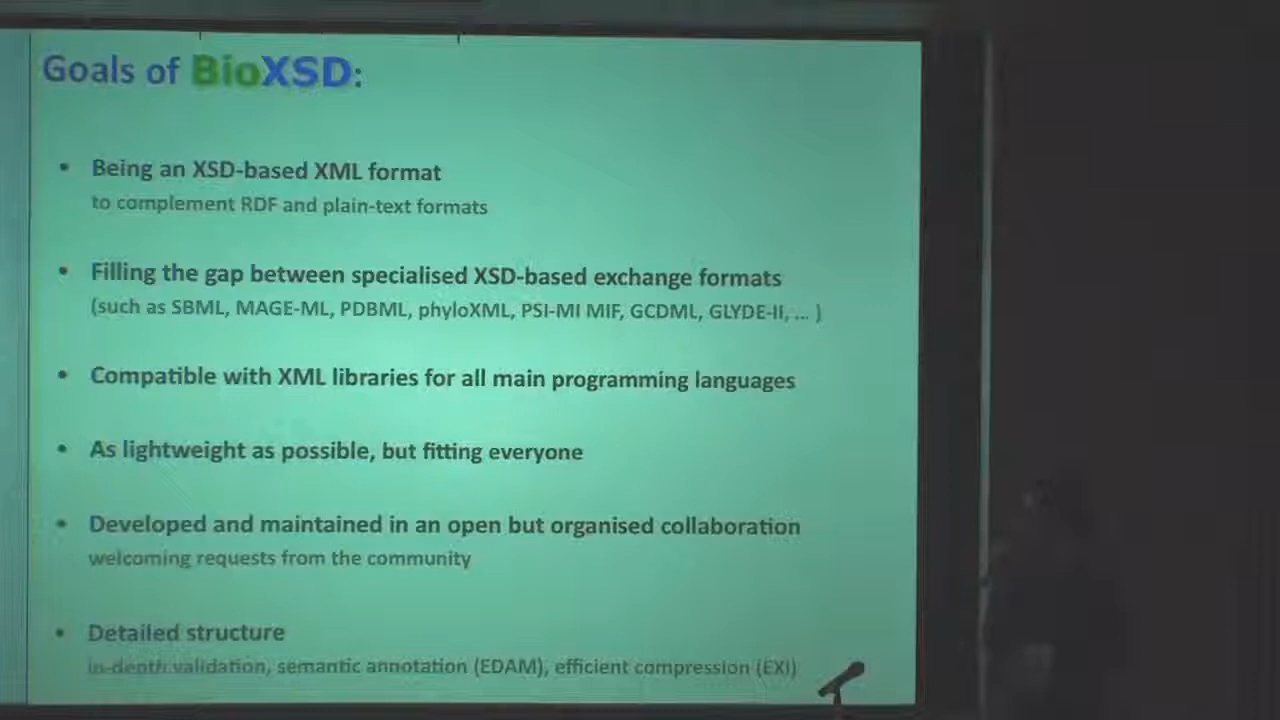 Goals of BioXSD:
• Being an XSD-based XML format
to complement RDF and plain-text formats
• Filling the gap between specialised XSD-based exchange formats
(such as SBML, MAGE-ML, PDBML, phyloXML, PSI-MI MIF, GCDML, GLYDE-II, ... )
• Compatible with XML libraries for all main programming languages
• As lightweight as possible, but fitting everyone
• Developed and maintained in an open but organised collaboration
welcoming requests from the community
• Detailed structure
in-depth validation, semantic annotation (EDAM), efficient compression (EXI)